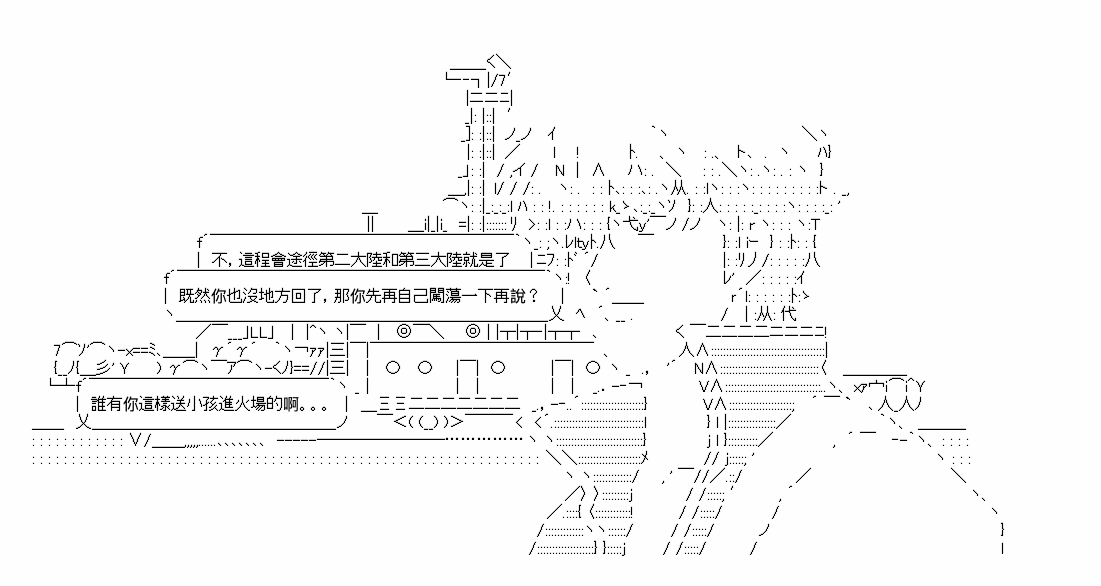 不，這程會途徑第二大陸和第三大陸就是了
既然你也沒地方回了，那你先再自己闖蕩一下再說？
誰有你這樣送小孩進火場的啊。。。